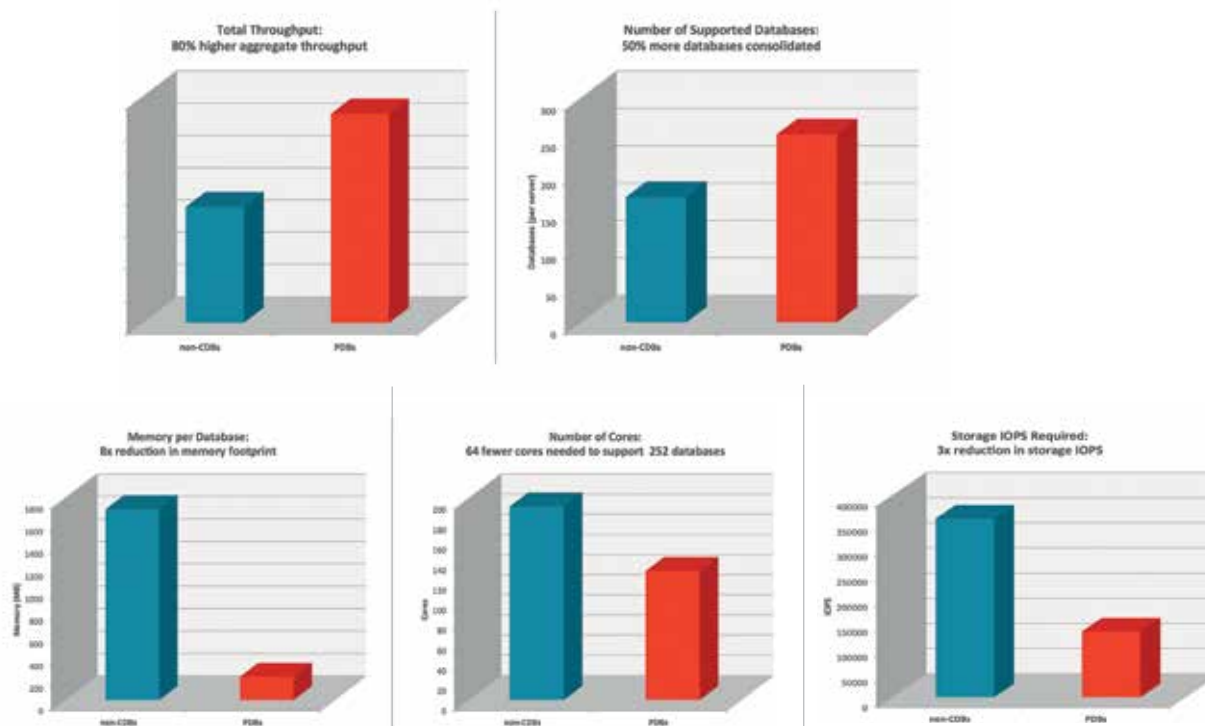 Total Throughput:
80% higher aggregate throughput
non-CDBs
PDBs
Number of Supported Databases:
50% more databases consolidated
Databases (per server)
300
250
200
150
100
50
0
non-CDBs
PDBs
Memory per Database:
8x reduction in memory footprint
Memory (MB)
1800
1600
1400
1200
1000
800
600
400
200
0
non-CDBs
PDBs
Number of Cores:
64 fewer cores needed to support 252 databases
Cores
200
180
160
140
120
100
80
60
40
20
0
non-CDBs
PDBs
Storage IOPS Required:
3x reduction in storage IOPS
IOPS
400000
350000
300000
250000
200000
150000
100000
50000
0
non-CDBs
PDBs